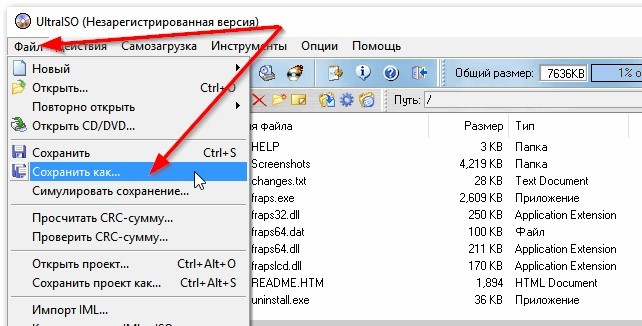 UltraISO (Незарегистрированная версия)
Файл Действия Самозагрузка Инструменты Опции Помощь
Новый
Открыть... Ctrl+O
Повторно открыть
Открыть CD/DVD...
Сохранить Ctrl+S
Сохранить как...
Симулировать сохранение...
Просчитать CRC-сумму...
Проверить CRC-сумму...
Открыть проект... Ctrl+Alt+O
Сохранить проект как... Ctrl+Alt+S
Импорт IML...
Общий размер: 7636KB 1% о
Путь: /
я файла Размер Тип
HELP 3 KB Папка
Screenshots 4,219 KB Папка
changes.txt 28 KB Text Document
fraps.exe 2,609 KB Приложение
fraps32.dll 250 KB Application Extension
fraps64.dat 100 KB Файл
fraps64.dll 211 KB Application Extension
frapslcd.dll 170 KB Application Extension
README.HTM 1,894 HTML Document
uninstall.exe 36 KB Приложение